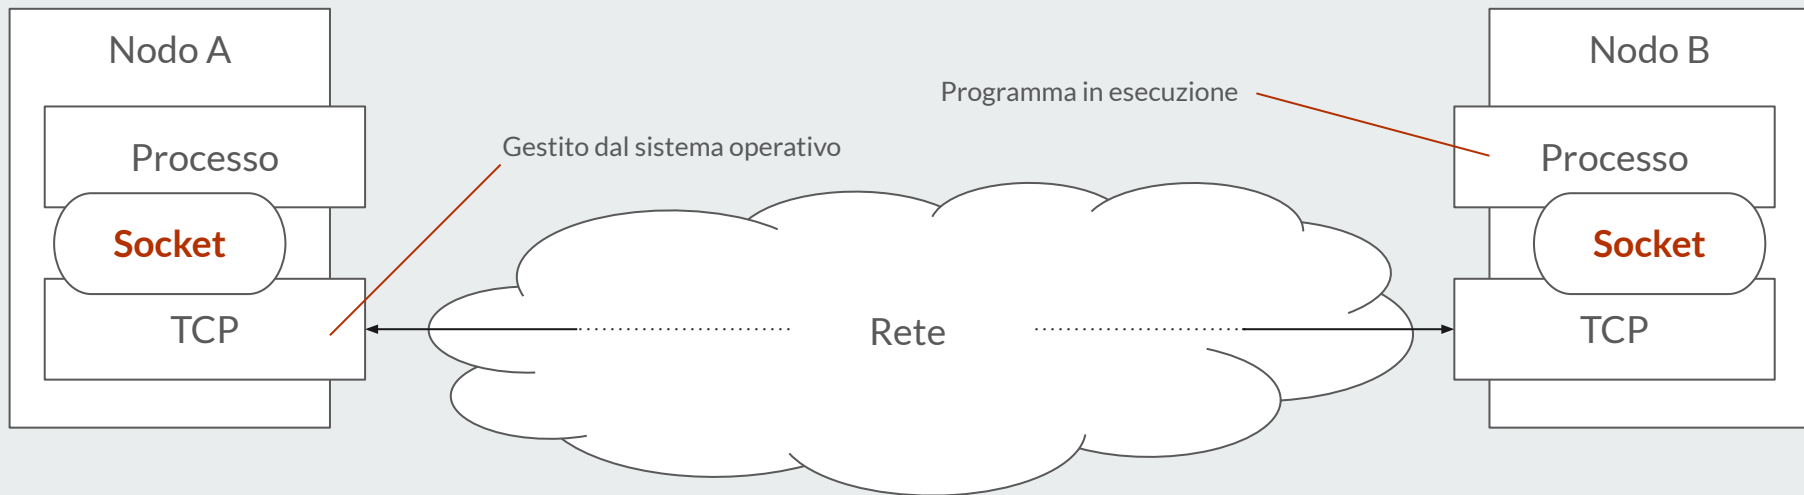 Nodo A
Nodo B
Programma in esecuzione
Gestito dal sistema operativo
Processo
Processo
Socket
Socket
TCP
Rete
TCP